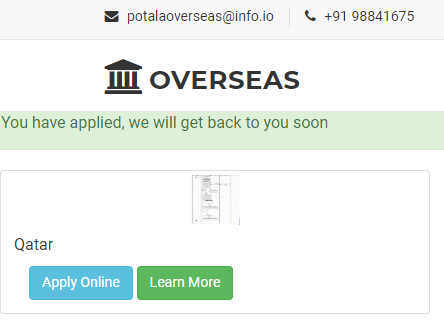 potalaoverseas@info.io +91 98841675
OVERSEAS
You have applied, we will get back to you soon
Qatar
Apply Online Learn More